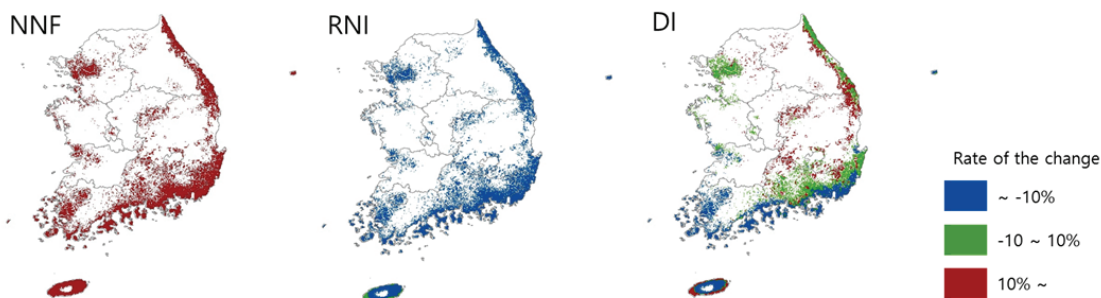 NNF
RNI
DI
Rate of the change
~ -10%
-10 ~ 10%
10% ~